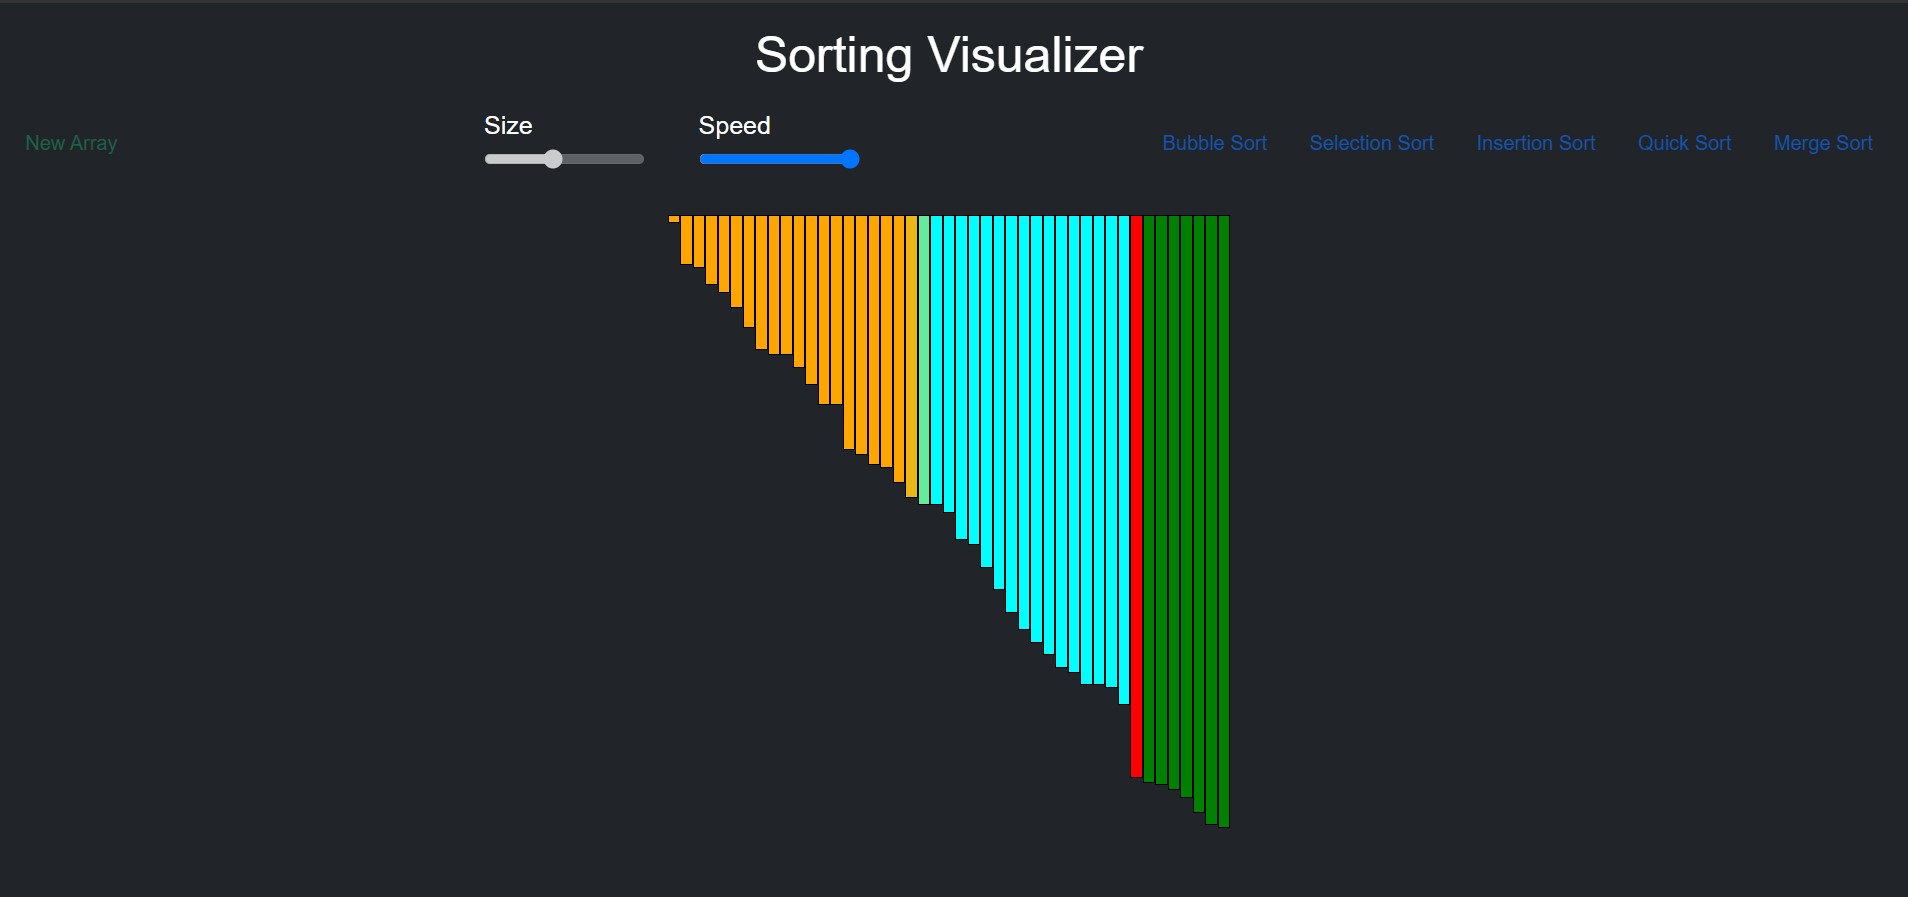 Sorting Visualizer
New Array
Size
Speed
Bubble Sort
Selection Sort
Insertion Sort
Quick Sort
Merge Sort